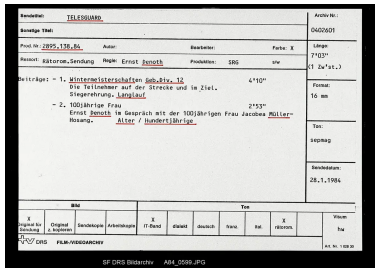 Sendetitel: TELESGUARD Archiv Nr.:
Sonstige Titel: 0402601
Prod. Nr. 2895.138.84 Autor: Bearbeiter: Farbe: X Länge:
7'03"
Ressort: Rätorom.Sendung Regie: Ernst Denoth Produktion: SRG s/w (1 Zw'st.)
Beiträge: - 1. Wintermeisterschaften Geb.Div. 12 4'10"
Die Teilnehmer auf der Strecke und im Ziel.
Siegerehrung. Langlauf
Format:
16 mm
- 2. 100jährige Frau 2'53"
Ernst Denoth im Gespräch mit der 100jährigen Frau Jacobea Müller-
Hosang. Alter / Hundertjährige
Ton:
sepmag
Sendedatum:
28.1.1984
Bild Ton
X Original für Sendung Original z. kopieren Sendekopie Arbeitskopie X IT-Band dialekt deutsch franz. ital. X rätorom. Visum
DRS FILM-/VIDEOARCHIV
SF DRS Bildarchiv A84_0599.JPG